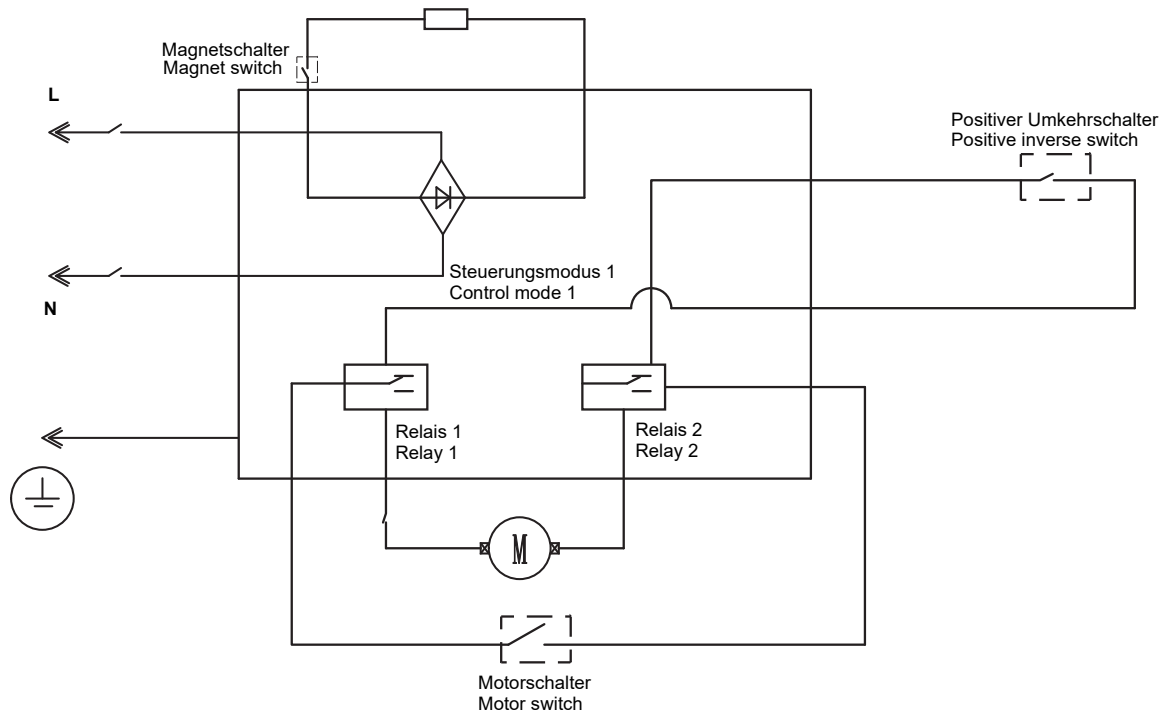 Magnetschalter
Magnet switch
L
Positiver Umkehrschalter
Positive inverse switch
Steuerungsmodus 1
Control mode 1
N
Relais 1
Relay 1
Relais 2
Relay 2
M
Motorschalter
Motor switch